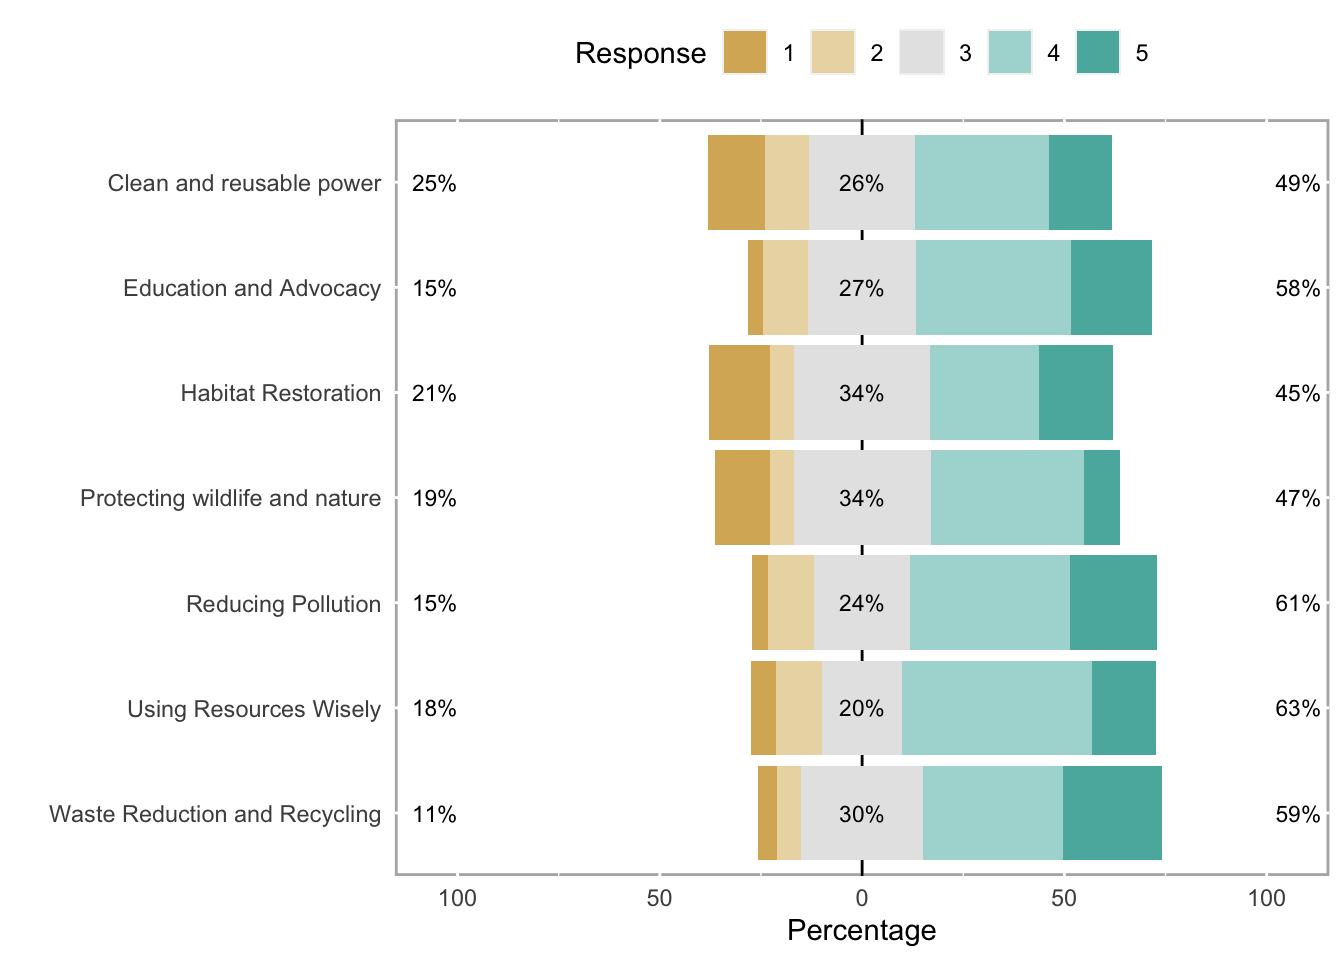 Response 1 2 3 4 5
Clean and reusable power 25% 26% 49%
Education and Advocacy 15% 27% 58%
Habitat Restoration 21% 34% 45%
Protecting wildlife and nature 19% 34% 47%
Reducing Pollution 15% 24% 61%
Using Resources Wisely 18% 20% 63%
Waste Reduction and Recycling 11% 30% 59%
100 50 0 50 100
Percentage